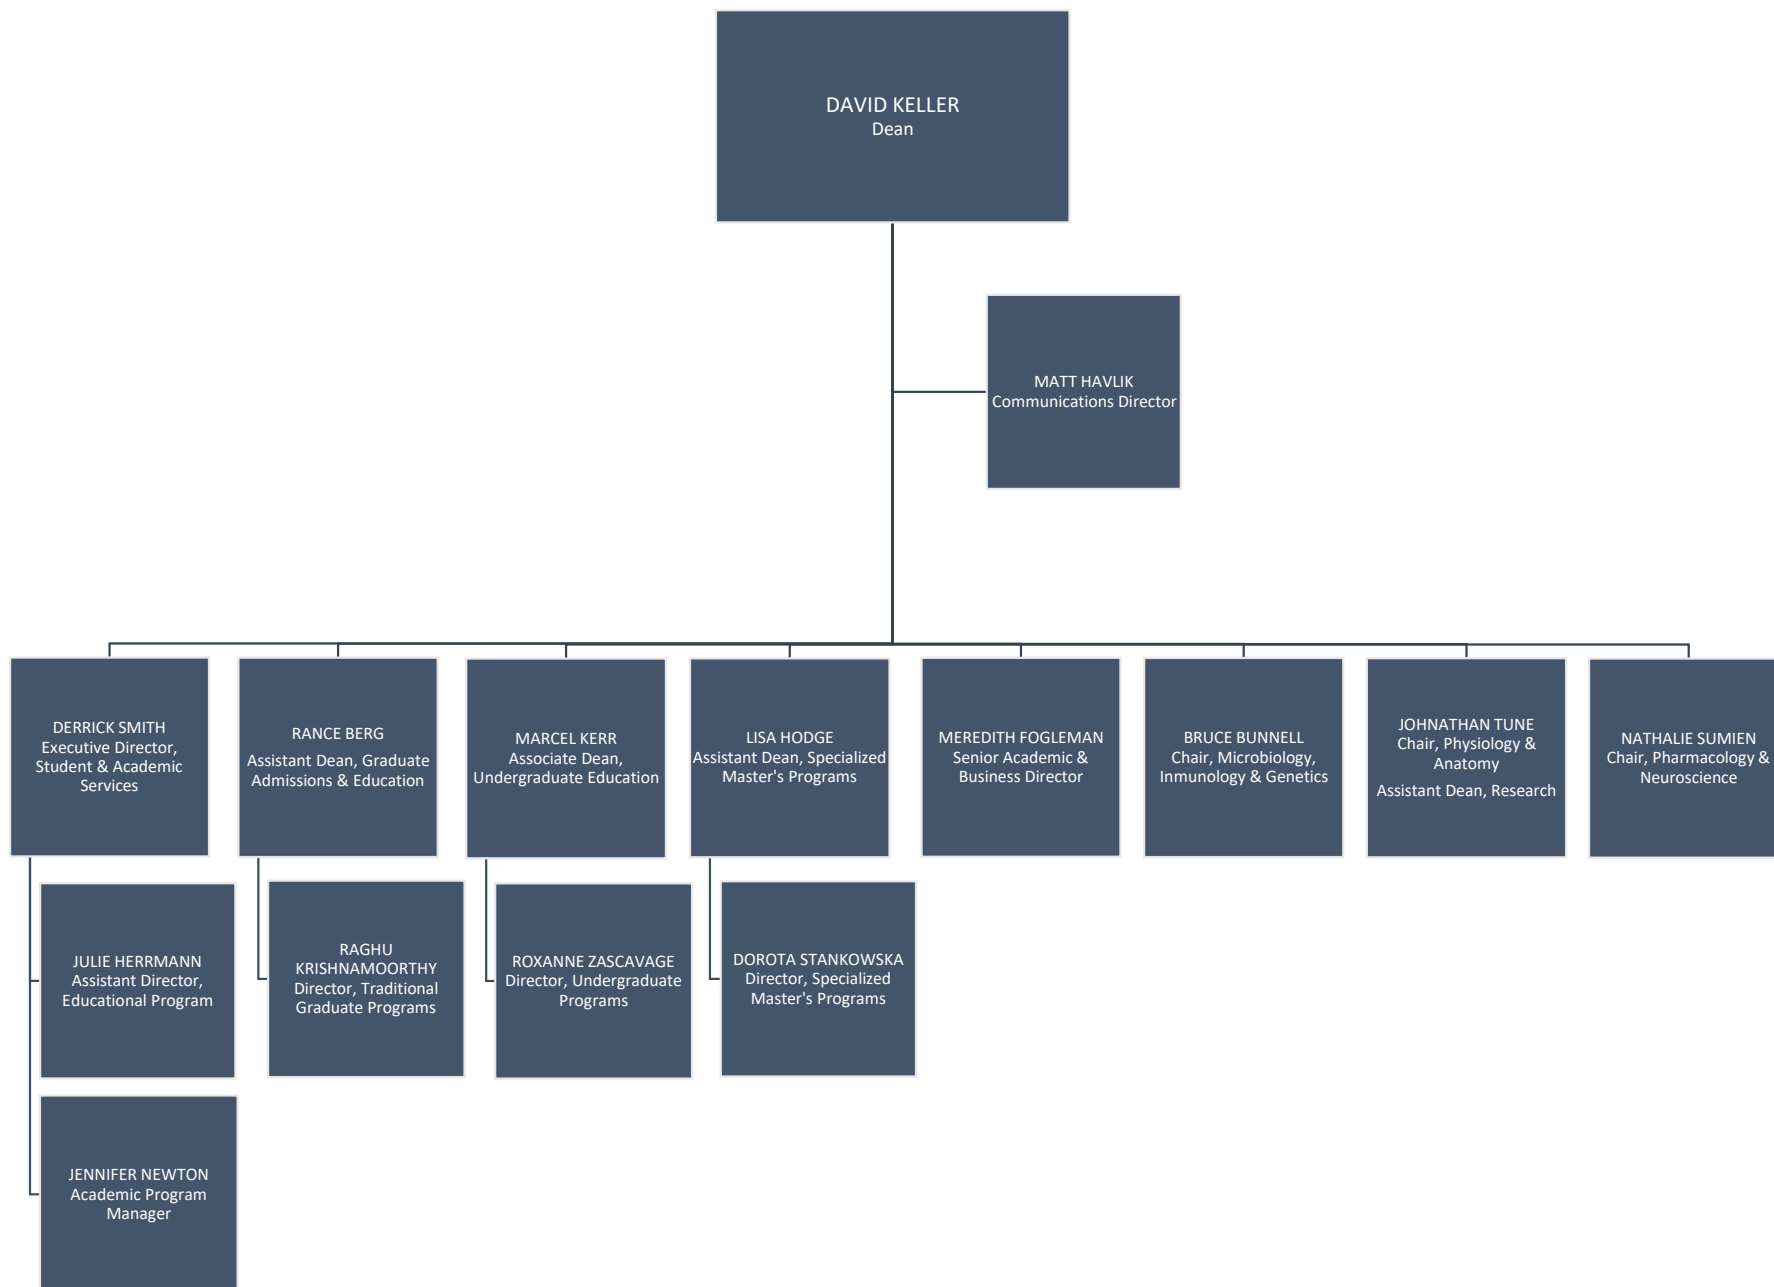 DAVID KELLER
Dean
MATT HAVLIK
Communications Director
DERRICK SMITH
Executive Director,
Student & Academic
Services
RANCE BERG
Assistant Dean, Graduate
Admissions & Education
MARCEL KERR
Associate Dean,
Undergraduate Education
LISA HODGE
Assistant Dean, Specialized
Master's Programs
MEREDITH FOGLEMAN
Senior Academic &
Business Director
BRUCE BUNNELL
Chair, Microbiology,
Inmunology & Genetics
JOHNATHAN TUNE
Chair, Physiology &
Anatomy
Assistant Dean, Research
NATHALIE SUMIEN
Chair, Pharmacology &
Neuroscience
JULIE HERRMANN
Assistant Director,
Educational Program
RAGHU
KRISHNAMOORTHY
Director, Traditional
Graduate Programs
ROXANNE ZASCAVAGE
Director, Undergraduate
Programs
DOROTA STANKOWSKA
Director, Specialized
Master's Programs
JENNIFER NEWTON
Academic Program
Manager